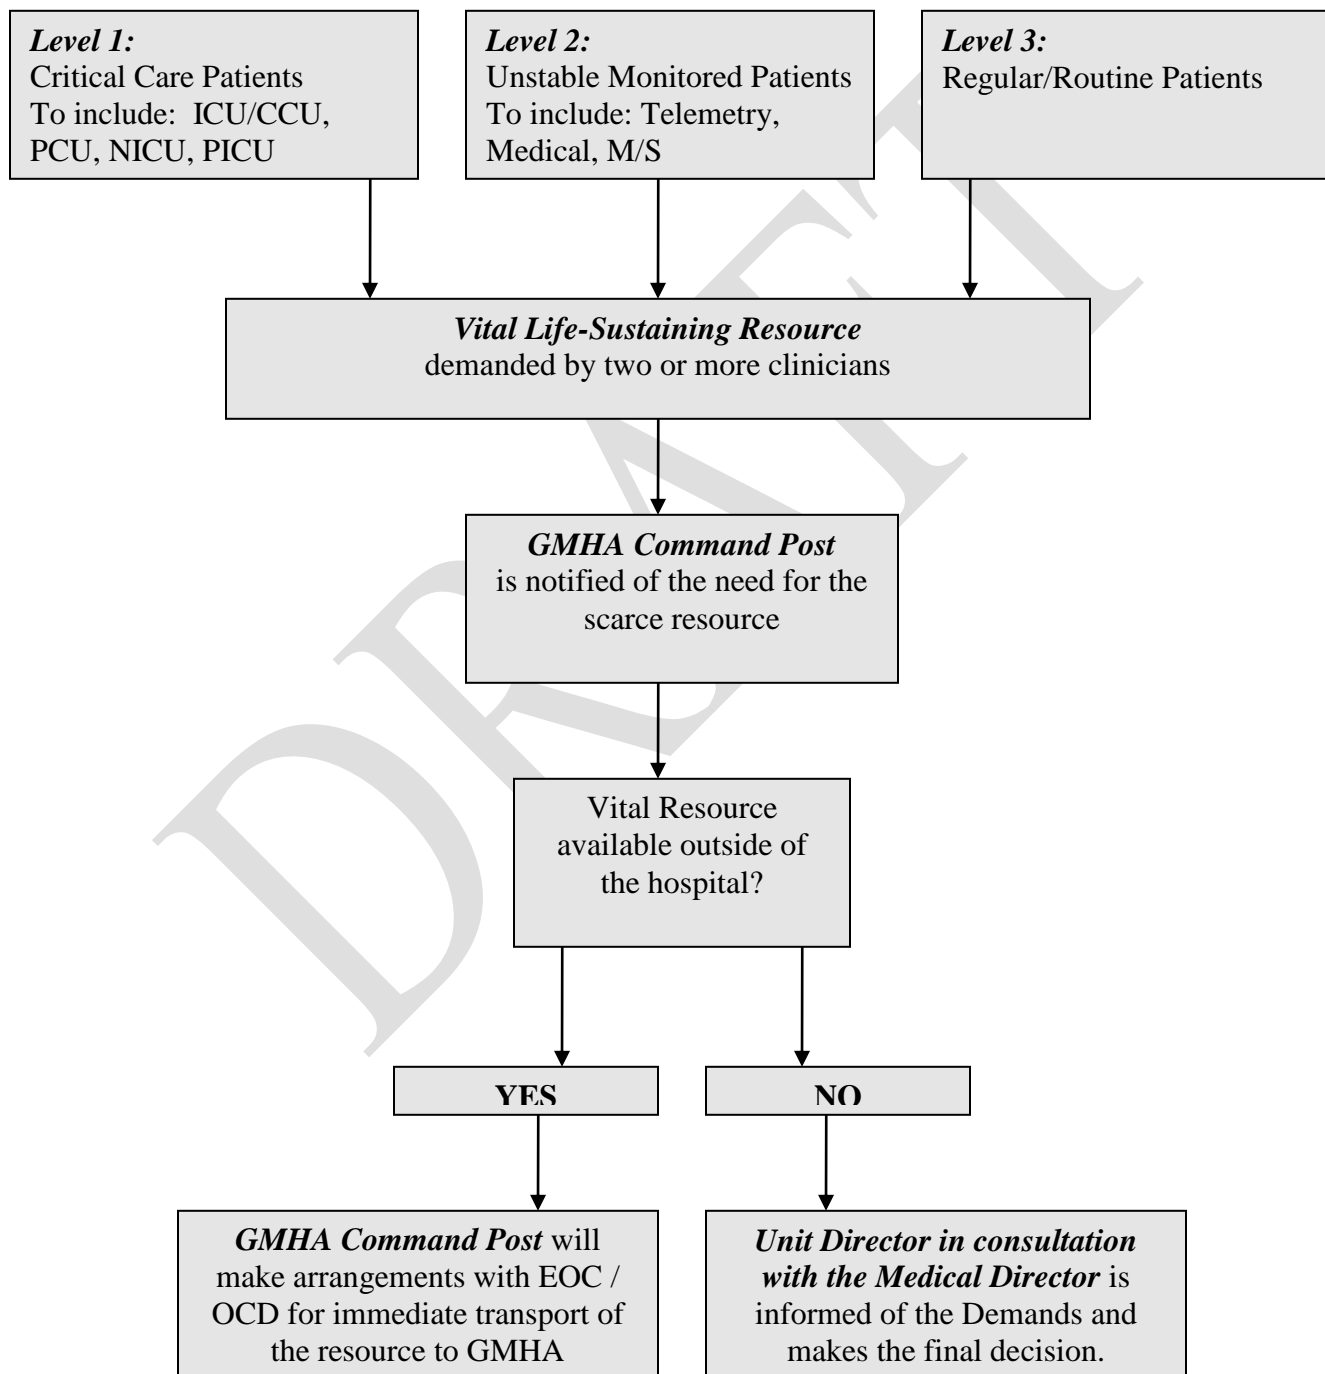 Level 1:
Critical Care Patients
To include:  ICU/CCU,
PCU, NICU, PICU
Level 2:
Unstable Monitored Patients
To include: Telemetry,
Medical, M/S
Level 3:
Regular/Routine Patients
Vital Life-Sustaining Resource
demanded by two or more clinicians
GMHA Command Post
is notified of the need for the
scarce resource
Vital Resource
available outside of
the hospital?
YES
NO
GMHA Command Post will
make arrangements with EOC /
OCD for immediate transport of
the resource to GMHA
Unit Director in consultation
with the Medical Director is
informed of the Demands and
makes the final decision.
DRAFT